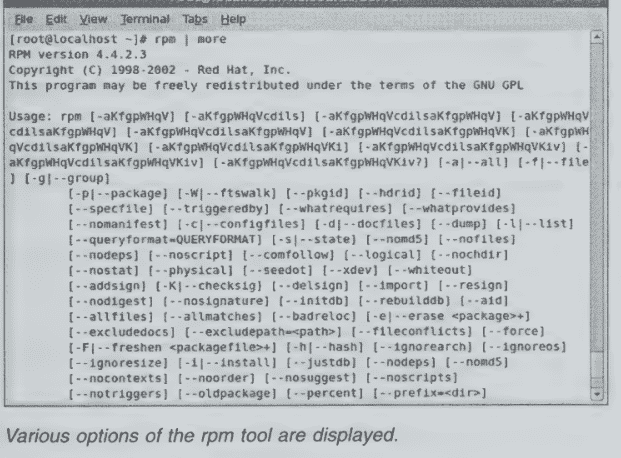 File Edit View Terminal Tabs Help
[root@localhost ~]# rpm | more
RPM version 4.4.2.3
Copyright (C) 1998-2002 - Red Hat, Inc.
This program may be freely redistributed under the terms of the GNU GPL
Usage: rpm [-aKfgpWHqV] [-aKfgpWHqVcdils] [-aKfgpWHqVcdilsaKfgpWHqV] [-aKfgpWHqV
cdilsaKfgpWHqV] [-aKfgpWHqVcdilsaKfgpWHqV] [-aKfgpWHqVcdilsaKfgpWHqVK] [-aKfgpWH
qVcdilsaKfgpWHqVK] [-aKfgpWHqVcdilsaKfgpWHqVKi] [-aKfgpWHqVcdilsaKfgpWHqVKiv] [-
aKfgpWHqVcdilsaKfgpWHqVKiv] [-aKfgpWHqVcdilsaKfgpWHqVKiv?] [-a|--all] [-f|--file
] [-g|--group]
[-p|--package] [-W|--ftswalk] [--pkgid] [--hdrid] [--fileid]
[--specfile] [--triggeredby] [--whatrequires] [--whatprovides]
[--nomanifest] [-c|--configfiles] [-d|--docfiles] [--dump] [-l|--list]
[--queryformat=QUERYFORMAT] [-s|--state] [--nomd5] [--nofiles]
[--nodeps] [--noscript] [--comfollow] [--logical] [--nochdir]
[--nostat] [--physical] [--seedot] [--xdev] [--whiteout]
[--addsign] [-K|--checksig] [--delsign] [--import] [--resign]
[--nodigest] [--nosignature] [--initdb] [--rebuilddb] [--aid]
[--allfiles] [--allmatches] [--badreloc] [-e|--erase <package>+]
[--excludedocs] [--excludepath=<path>] [--fileconflicts] [--force]
[-F|--freshen <packagefile>+] [-h|--hash] [--ignorearch] [--ignoreos]
[--ignoresize] [-i|--install] [--justdb] [--nodeps] [--nomd5]
[--nocontexts] [--noorder] [--nosuggest] [--noscripts]
[--notriggers] [--oldpackage] [--percent] [--prefix=<dir>]
Various options of the rpm tool are displayed.